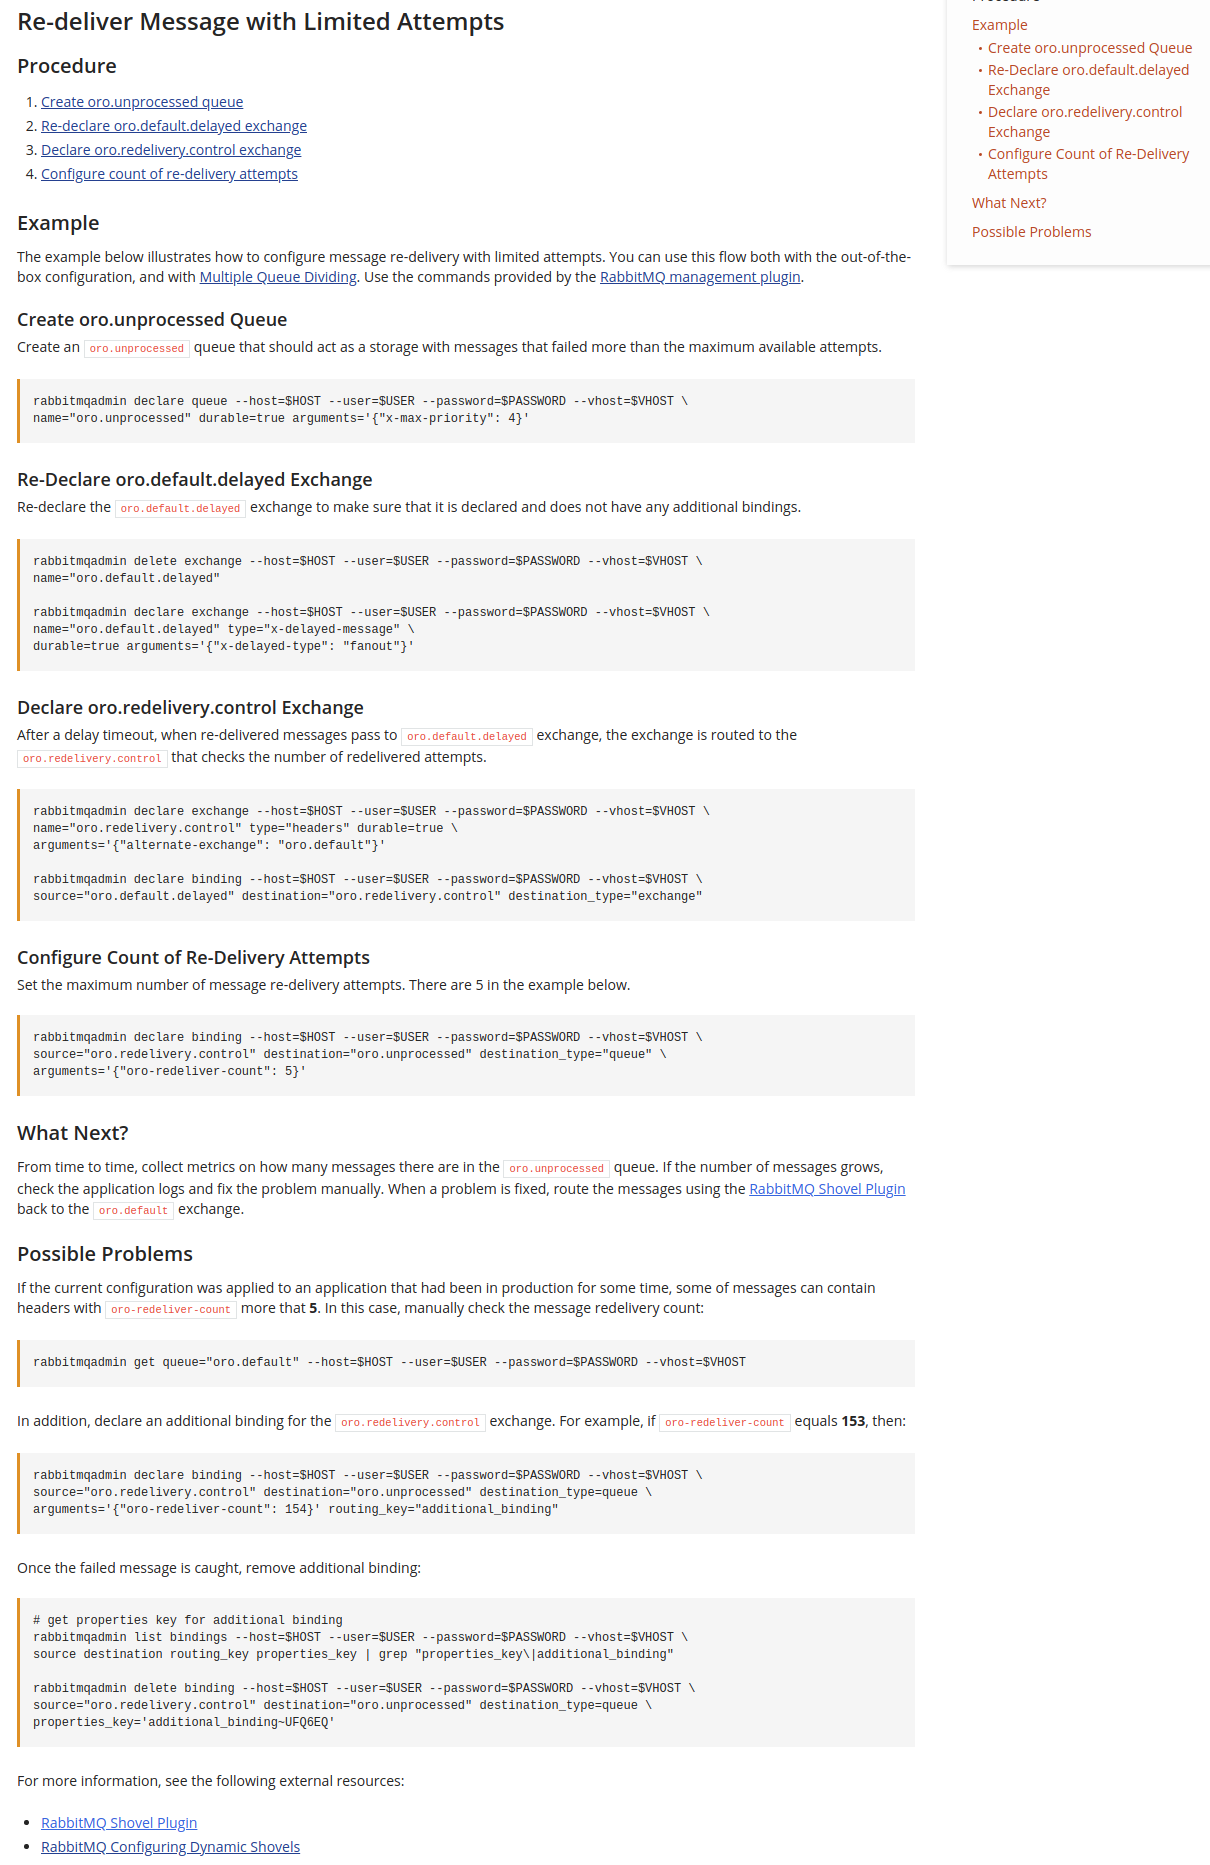 Re-deliver Message with Limited Attempts
Procedure
1. Create oro.unprocessed queue
2. Re-declare oro.default.delayed exchange
3. Declare oro.redelivery.control exchange
4. Configure count of re-delivery attempts
Example
The example below illustrates how to configure message re-delivery with limited attempts. You can use this flow both with the out-of-the-
box configuration, and with Multiple Queue Dividing. Use the commands provided by the RabbitMQ management plugin.
Create oro.unprocessed Queue
Create an oro.unprocessed queue that should act as a storage with messages that failed more than the maximum available attempts.
rabbitmqadmin declare queue --host=$HOST --user=$USER --password=$PASSWORD --vhost=$VHOST \
name="oro.unprocessed" durable=true arguments='{"x-max-priority": 4}'
Re-Declare oro.default.delayed Exchange
Re-declare the oro.default.delayed exchange to make sure that it is declared and does not have any additional bindings.
rabbitmqadmin delete exchange --host=$HOST --user=$USER --password=$PASSWORD --vhost=$VHOST \
name="oro.default.delayed"
rabbitmqadmin declare exchange --host=$HOST --user=$USER --password=$PASSWORD --vhost=$VHOST \
name="oro.default.delayed" type="x-delayed-message" \
durable=true arguments='{"x-delayed-type": "fanout"}'
Declare oro.redelivery.control Exchange
After a delay timeout, when re-delivered messages pass to oro.default.delayed exchange, the exchange is routed to the
oro.redelivery.control that checks the number of redelivered attempts.
rabbitmqadmin declare exchange --host=$HOST --user=$USER --password=$PASSWORD --vhost=$VHOST \
name="oro.redelivery.control" type="headers" durable=true \
arguments='{"alternate-exchange": "oro.default"}'
rabbitmqadmin declare binding --host=$HOST --user=$USER --password=$PASSWORD --vhost=$VHOST \
source="oro.default.delayed" destination="oro.redelivery.control" destination_type="exchange"
Configure Count of Re-Delivery Attempts
Set the maximum number of message re-delivery attempts. There are 5 in the example below.
rabbitmqadmin declare binding --host=$HOST --user=$USER --password=$PASSWORD --vhost=$VHOST \
source="oro.redelivery.control" destination="oro.unprocessed" destination_type="queue" \
arguments='{"oro-redeliver-count": 5}'
What Next?
From time to time, collect metrics on how many messages there are in the oro.unprocessed queue. If the number of messages grows,
check the application logs and fix the problem manually. When a problem is fixed, route the messages using the RabbitMQ Shovel Plugin
back to the oro.default exchange.
Possible Problems
If the current configuration was applied to an application that had been in production for some time, some of messages can contain
headers with oro-redeliver-count more that 5. In this case, manually check the message redelivery count:
rabbitmqadmin get queue="oro.default" --host=$HOST --user=$USER --password=$PASSWORD --vhost=$VHOST
In addition, declare an additional binding for the oro.redelivery.control exchange. For example, if oro-redeliver-count equals 153, then:
rabbitmqadmin declare binding --host=$HOST --user=$USER --password=$PASSWORD --vhost=$VHOST \
source="oro.redelivery.control" destination="oro.unprocessed" destination_type=queue \
arguments='{"oro-redeliver-count": 154}' routing_key="additional_binding"
Once the failed message is caught, remove additional binding:
# get properties key for additional binding
rabbitmqadmin list bindings --host=$HOST --user=$USER --password=$PASSWORD --vhost=$VHOST \
source destination routing_key properties_key | grep "properties_key\|additional_binding"
rabbitmqadmin delete binding --host=$HOST --user=$USER --password=$PASSWORD --vhost=$VHOST \
source="oro.redelivery.control" destination="oro.unprocessed" destination_type=queue \
properties_key='additional_binding~UFQ6EQ'
For more information, see the following external resources:
• RabbitMQ Shovel Plugin
• RabbitMQ Configuring Dynamic Shovels
Example
• Create oro.unprocessed Queue
• Re-Declare oro.default.delayed
Exchange
• Declare oro.redelivery.control
Exchange
• Configure Count of Re-Delivery
Attempts
What Next?
Possible Problems